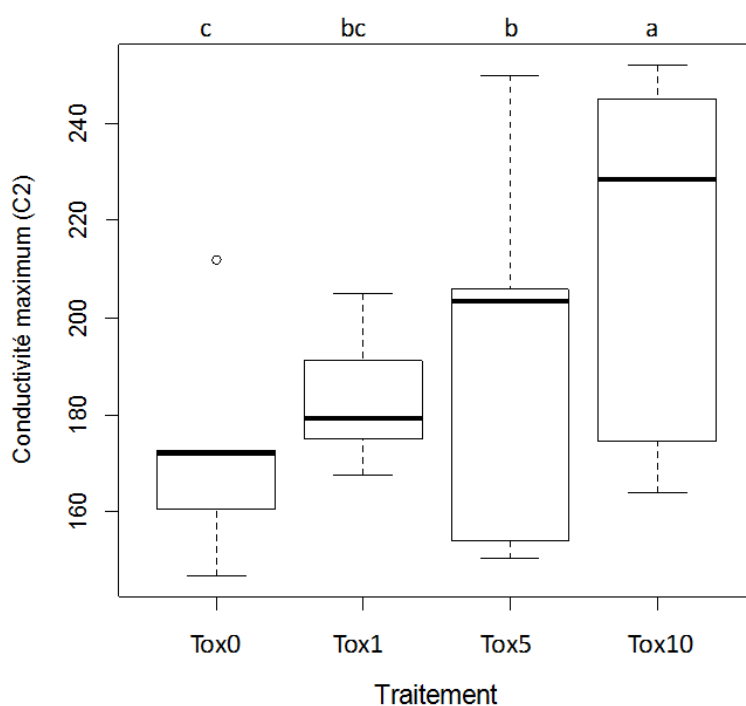 c bc b a
Conductivité maximum (C2)
240
220
200
180
160
Tox0 Tox1 Tox5 Tox10
Traitement